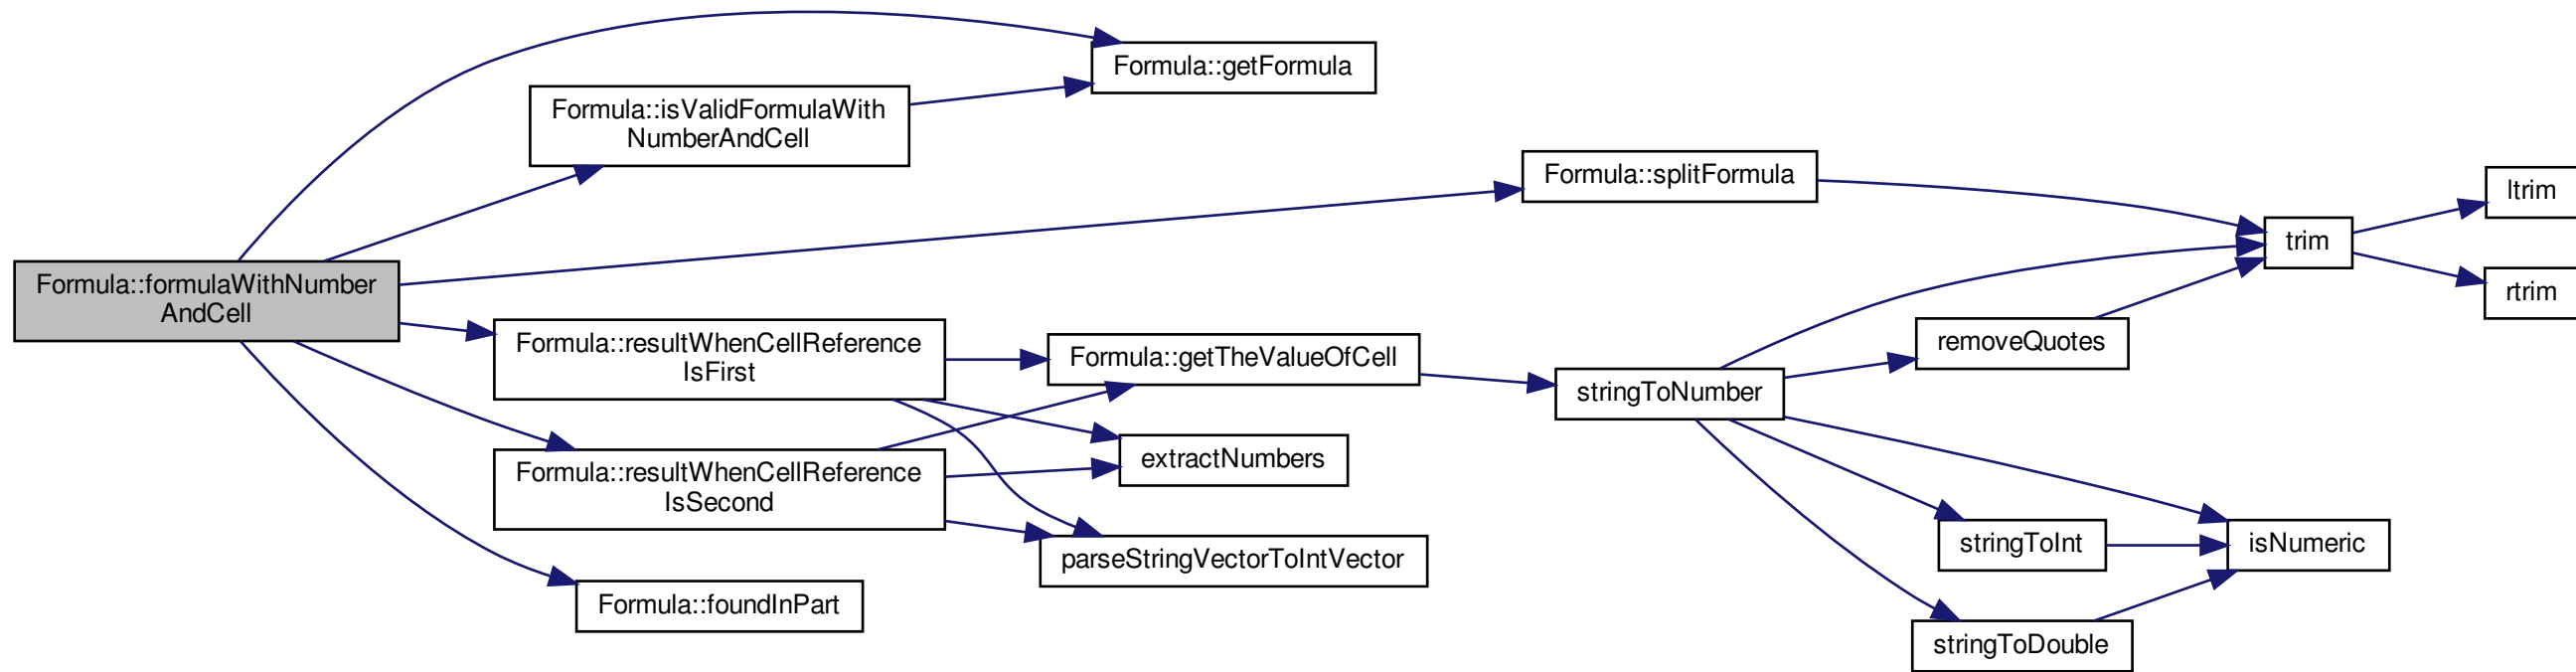 Formula::formulaWithNumber
AndCell
Formula::getFormula
Formula::isValidFormulaWith
NumberAndCell
Formula::splitFormula
Formula::resultWhenCellReference
IsFirst
Formula::resultWhenCellReference
IsSecond
Formula::foundInPart
Formula::getTheValueOfCell
extractNumbers
parseStringVectorToIntVector
stringToNumber
trim
ltrim
rtrim
removeQuotes
stringToInt
isNumeric
stringToDouble